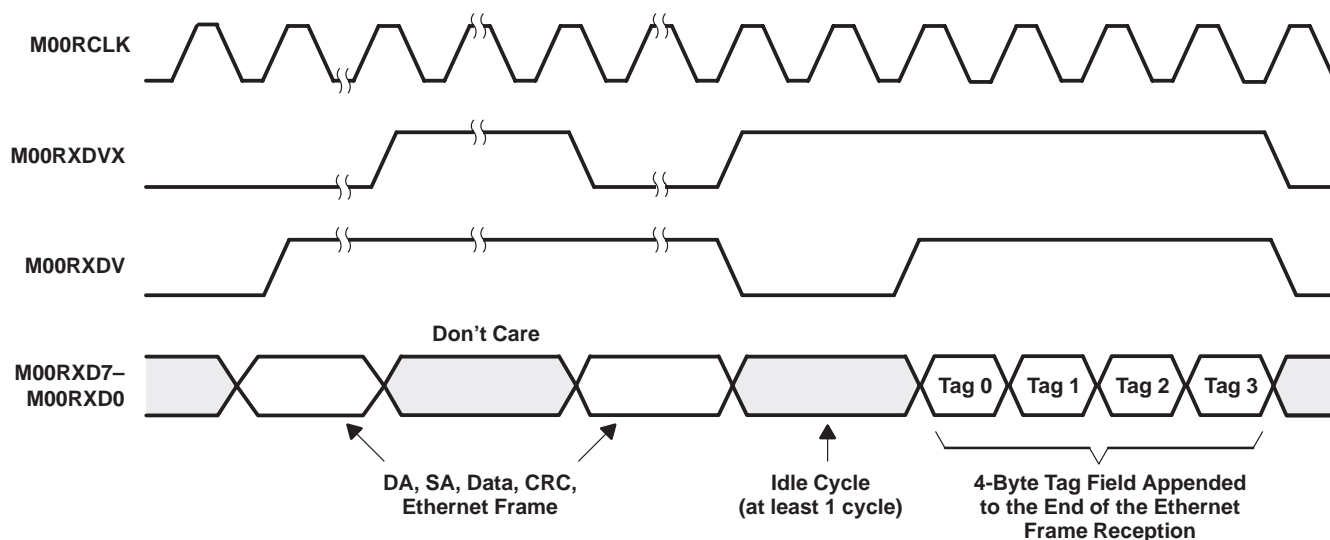 M00RCLK
M00RXDVX
M00RXDV
Don't Care
M00RXD7–
M00RXD0
Tag 0
Tag 1
Tag 2
Tag 3
DA, SA, Data, CRC,
Ethernet Frame
Idle Cycle
(at least 1 cycle)
4-Byte Tag Field Appended
to the End of the Ethernet
Frame Reception